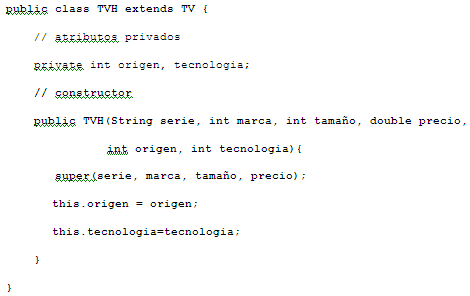 public class TVH extends TV {
// atributos privados
private int origen, tecnologia;
// constructor
public TVH(String serie, int marca, int tamaño, double precio,
int origen, int tecnologia){
super(serie, marca, tamaño, precio);
this.origen = origen;
this.tecnologia=tecnologia;
}
}